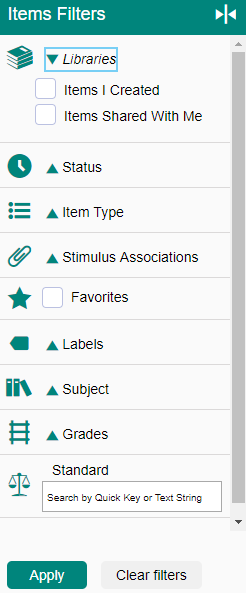 Items Filters
Libraries
Items I Created
Items Shared With Me
Status
Item Type
Stimulus Associations
Favorites
Labels
Subject
Grades
Standard
Search by Quick Key or Text String
Apply Clear filters